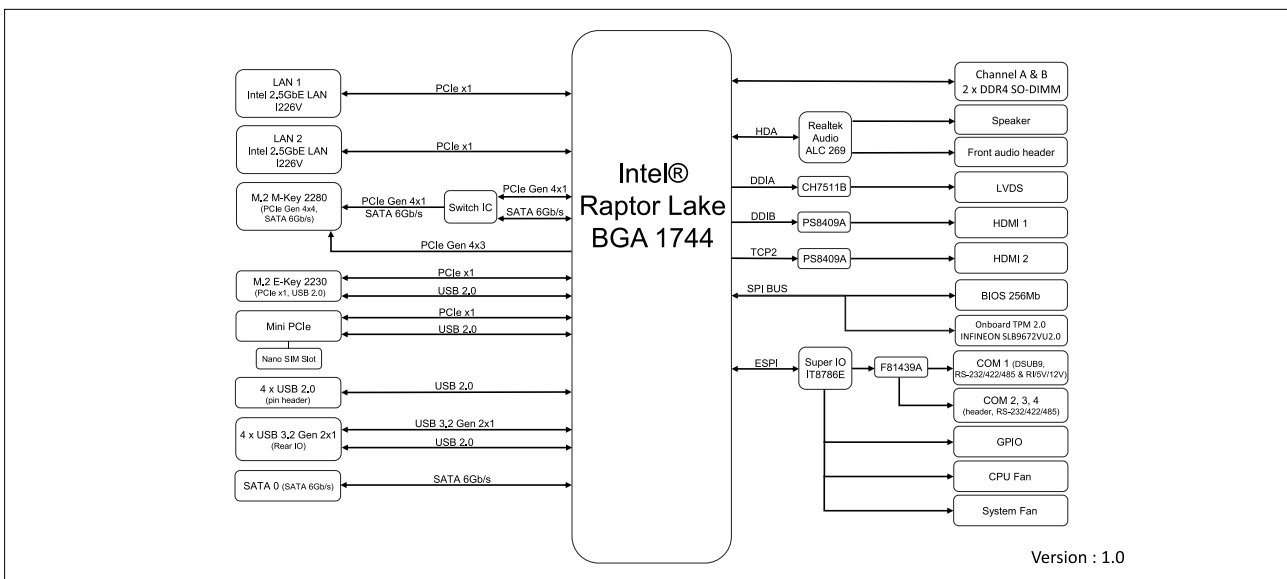 LAN 1
Intel 2.5GbE LAN
I226V
PCIe x1
LAN 2
Intel 2.5GbE LAN
I226V
PCIe x1
M.2 M-Key 2280
(PCIe Gen 4x4,
SATA 6Gb/s)
PCIe Gen 4x1
SATA 6Gb/s
Switch IC
PCIe Gen 4x1
SATA 6Gb/s
PCIe Gen 4x3
M.2 E-Key 2230
(PCIe x1, USB 2.0)
PCIe x1
USB 2.0
Mini PCIe
PCIe x1
USB 2.0
Nano SIM Slot
4 x USB 2.0
(pin header)
USB 2.0
4 x USB 3.2 Gen 2x1
(Rear IO)
USB 3.2 Gen 2x1
USB 2.0
SATA 0 (SATA 6Gb/s)
SATA 6Gb/s
Intel®
Raptor Lake
BGA 1744
Channel A & B
2 x DDR4 SO-DIMM
HDA
Realtek
Audio
ALC 269
Speaker
Front audio header
DDIA
CH7511B
LVDS
DDIB
PS8409A
HDMI 1
TCP2
PS8409A
HDMI 2
SPI BUS
BIOS 256Mb
Onboard TPM 2.0
INFINEON SLB9672VU2.0
ESPI
Super IO
IT8786E
F81439A
COM 1 (DSUB9,
RS-232/422/485 & RI/5V/12V)
COM 2, 3, 4
(header, RS-232/422/485)
GPIO
CPU Fan
System Fan
Version : 1.0